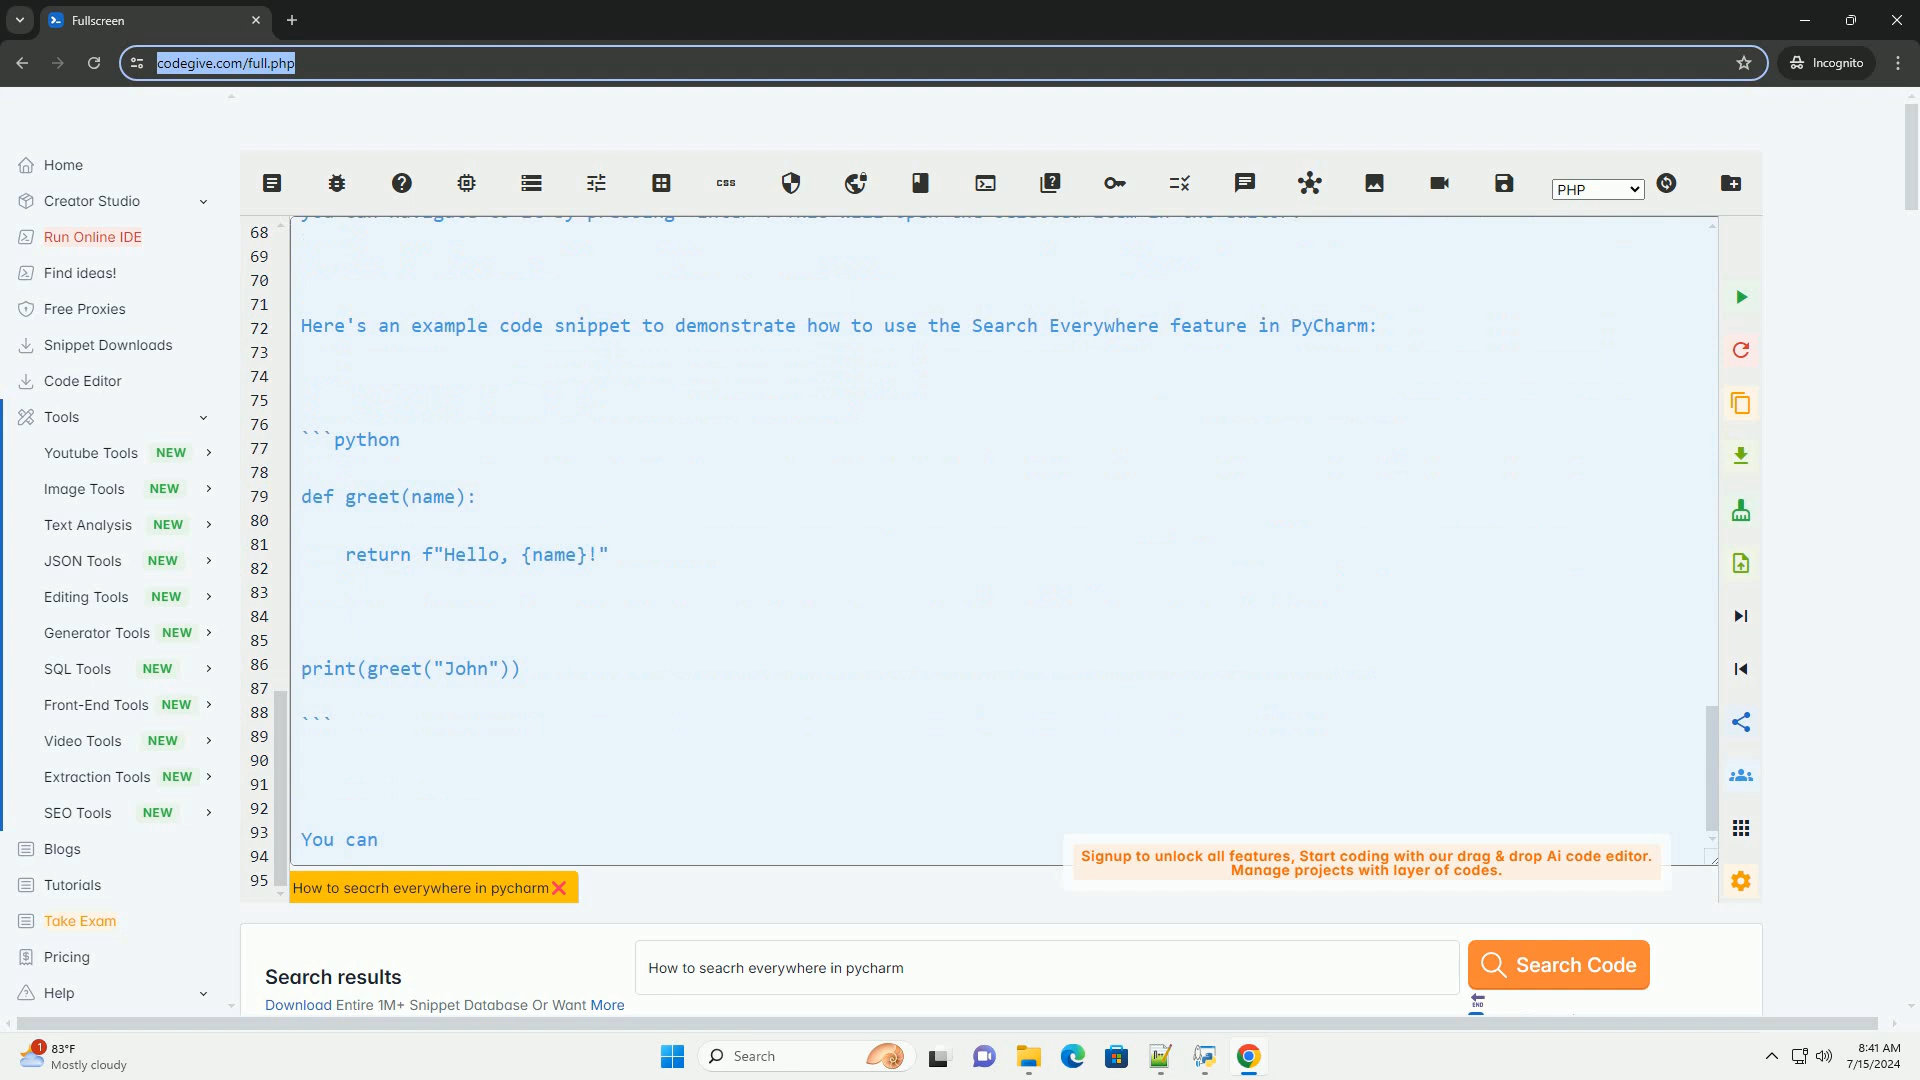 Fullscreen
codegive.com/full.php
Incognito
Home
Creator Studio
Run Online IDE
Find ideas!
Free Proxies
Snippet Downloads
Code Editor
Tools
Youtube Tools NEW
Image Tools NEW
Text Analysis NEW
JSON Tools NEW
Editing Tools NEW
Generator Tools NEW
SQL Tools NEW
Front-End Tools NEW
Video Tools NEW
Extraction Tools NEW
SEO Tools NEW
Blogs
Tutorials
Take Exam
Pricing
Help
css
PHP
68
69
70
71
72
73
74
75
76
77
78
79
80
81
82
83
84
85
86
87
88
89
90
91
92
93
94
95
Here's an example code snippet to demonstrate how to use the Search Everywhere feature in PyCharm:
```python
def greet(name):
return f"Hello, {name}!"
print(greet("John"))
```
You can
Signup to unlock all features, Start coding with our drag & drop Ai code editor.
Manage projects with layer of codes.
How to seacrh everywhere in pycharm
Search results
Download Entire 1M+ Snippet Database Or Want More
How to seacrh everywhere in pycharm
Search Code
END
1
83°F
Mostly cloudy
Search
8:41 AM
7/15/2024